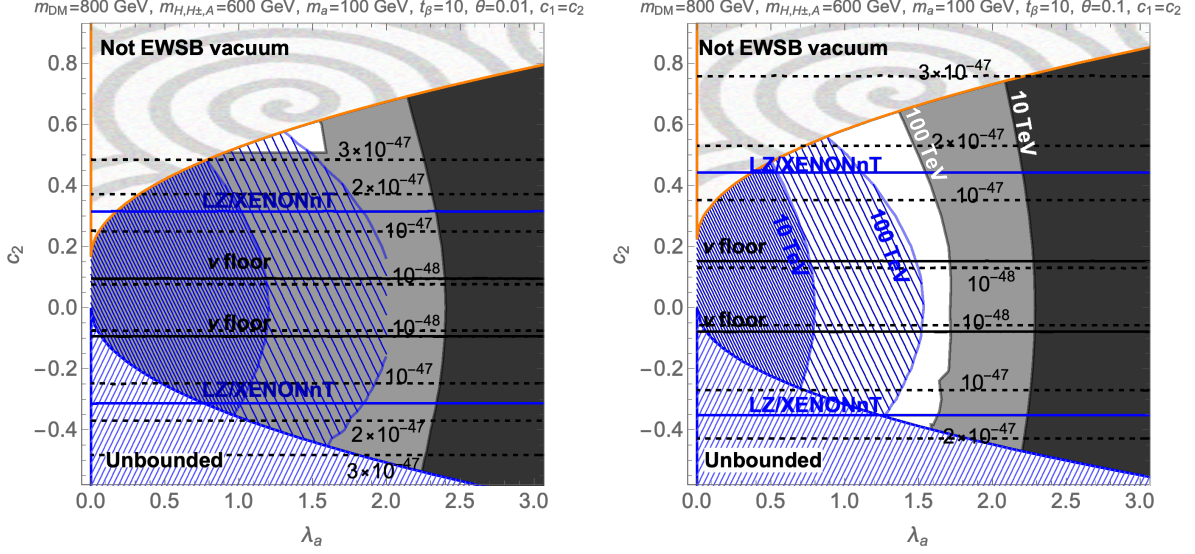 m_DM=800 GeV, m_H,H±,A=600 GeV, m_a=100 GeV, t_β=10, θ=0.01, c₁=c₂
Not EWSB vacuum
3×10⁻⁴⁷
2×10⁻⁴⁷
LZ/XENONnT
10⁻⁴⁷
ν floor
10⁻⁴⁸
ν floor
10⁻⁴⁸
10⁻⁴⁷
LZ/XENONnT
2×10⁻⁴⁷
Unbounded
3×10⁻⁴⁷
c₂
0.8
0.6
0.4
0.2
0.0
−0.2
−0.4
0.0 0.5 1.0 1.5 2.0 2.5 3.0
λ_a
m_DM=800 GeV, m_H,H±,A=600 GeV, m_a=100 GeV, t_β=10, θ=0.1, c₁=c₂
Not EWSB vacuum
3×10⁻⁴⁷
10 TeV
100 TeV
2×10⁻⁴⁷
LZ/XENONnT
10⁻⁴⁷
10 TeV
100 TeV
ν floor
10⁻⁴⁸
ν floor
10⁻⁴⁸
10⁻⁴⁷
LZ/XENONnT
2×10⁻⁴⁷
Unbounded
c₂
0.8
0.6
0.4
0.2
0.0
−0.2
−0.4
0.0 0.5 1.0 1.5 2.0 2.5 3.0
λ_a